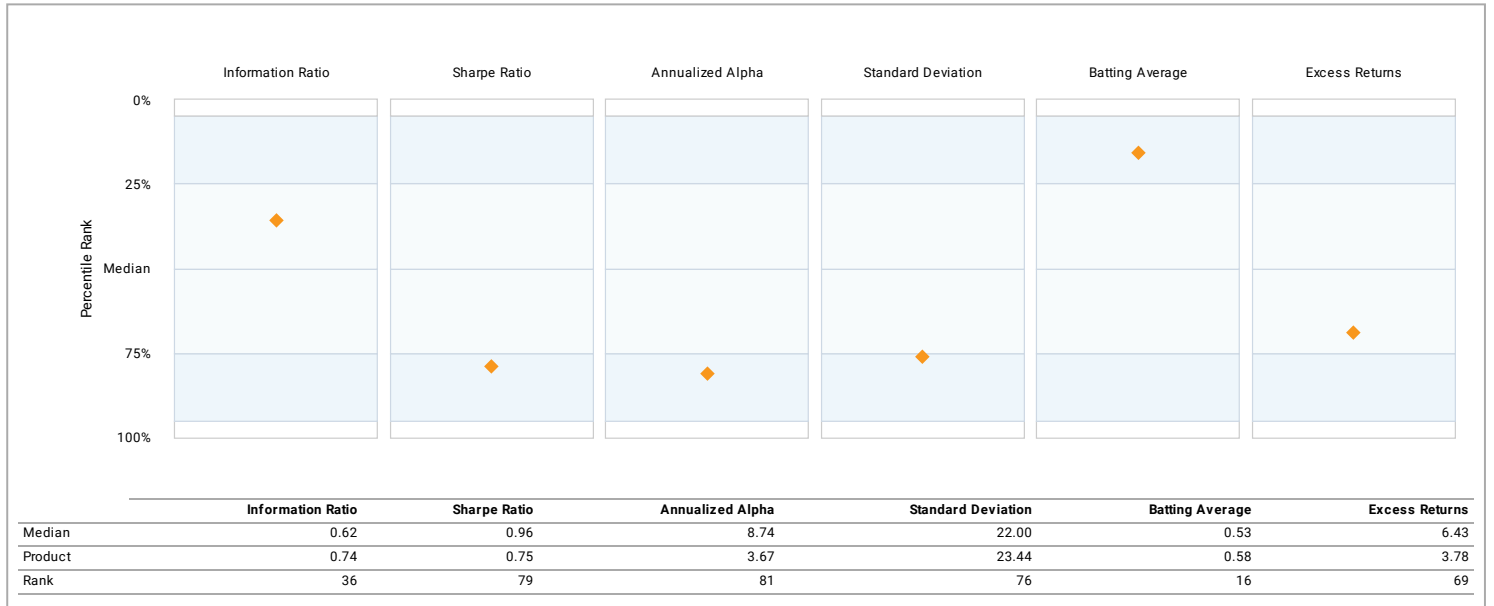 Information Ratio Sharpe Ratio Annualized Alpha Standard Deviation Batting Average Excess Returns
0%
25%
Median
75%
100%
Percentile Rank
Information Ratio Sharpe Ratio Annualized Alpha Standard Deviation Batting Average Excess Returns
Median 0.62 0.96 8.74 22.00 0.53 6.43
Product 0.74 0.75 3.67 23.44 0.58 3.78
Rank 36 79 81 76 16 69